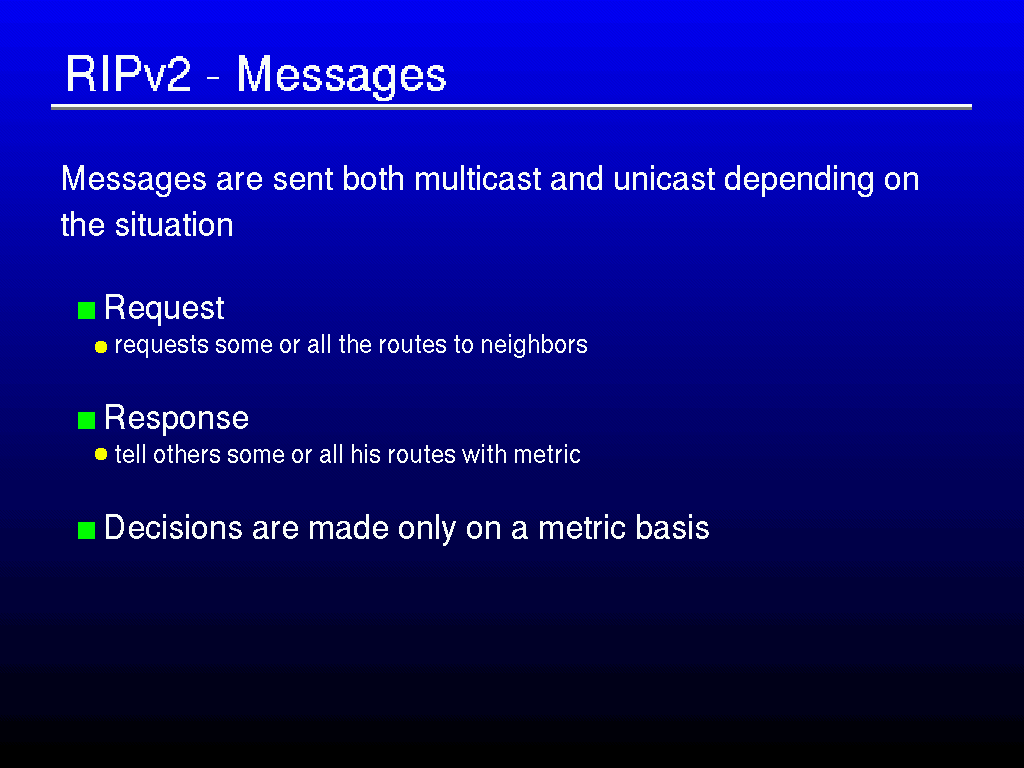 RIPv2 - Messages
Messages are sent both multicast and unicast depending on
the situation
Request
requests some or all the routes to neighbors
Response
tell others some or all his routes with metric
Decisions are made only on a metric basis